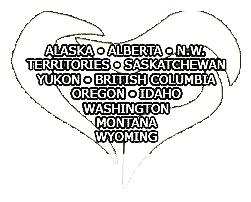 ALASKA • ALBERTA • N.W.
TERRITORIES • SASKATCHEWAN
YUKON • BRITISH COLUMBIA
OREGON • IDAHO
WASHINGTON
MONTANA
WYOMING